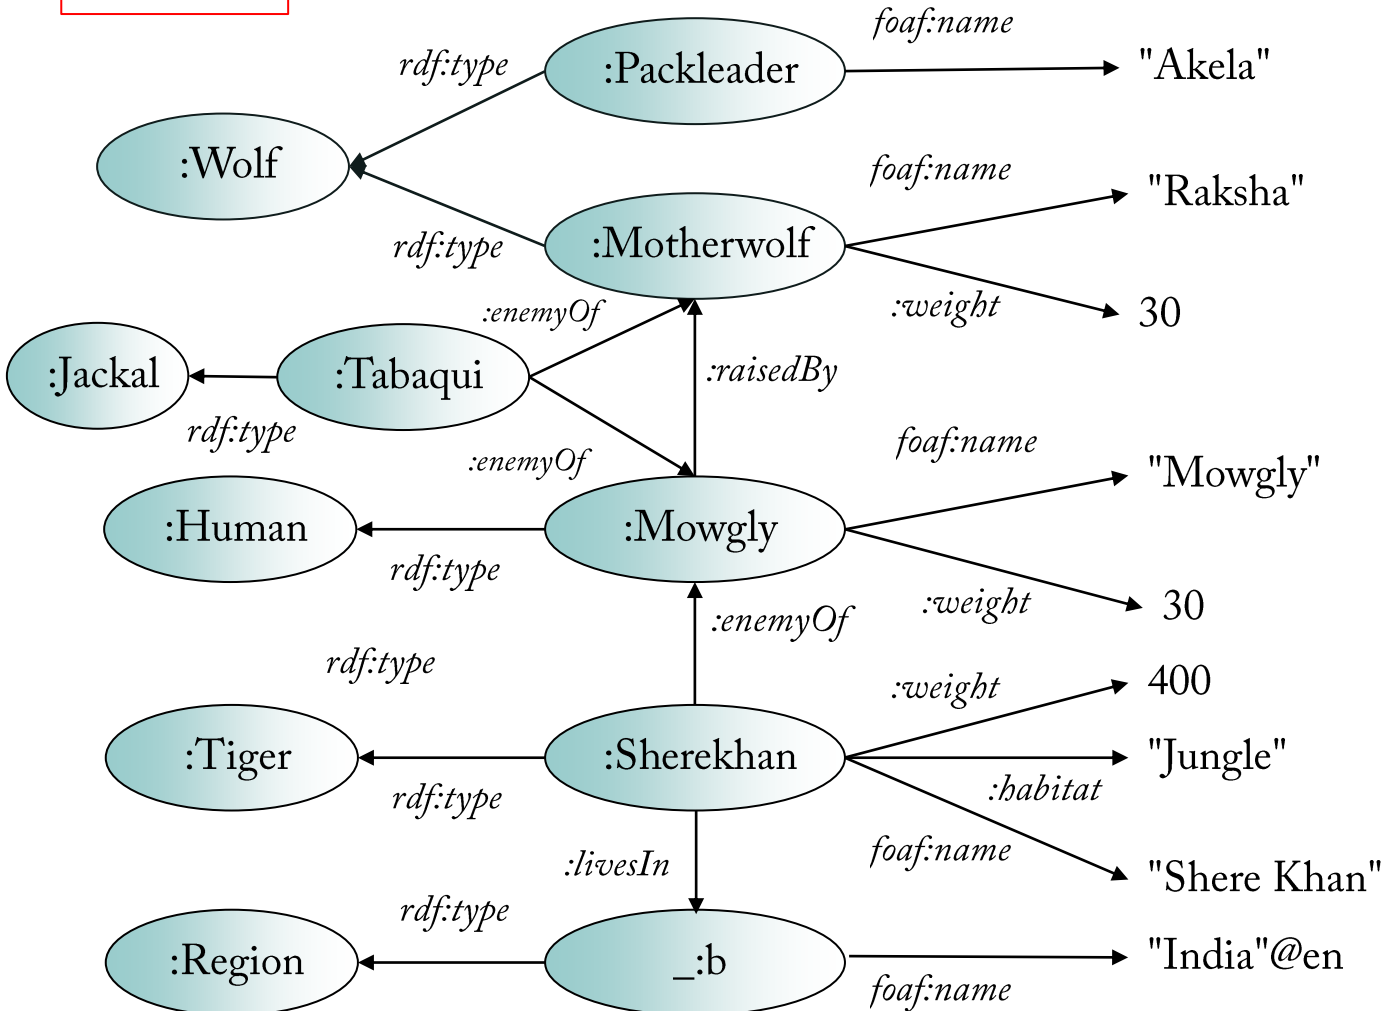 foaf:name
rdf:type
:Packleader
"Akela"
:Wolf
foaf:name
"Raksha"
rdf:type
:Motherwolf
:enemyOf
:weight
30
:Jackal
:Tabaqui
:raisedBy
rdf:type
foaf:name
:enemyOf
"Mowgly"
:Human
:Mowgly
rdf:type
:weight
30
:enemyOf
rdf:type
:weight
400
:Tiger
:Sherekhan
"Jungle"
rdf:type
:habitat
:livesIn
foaf:name
"Shere Khan"
rdf:type
:Region
_:b
"India"@en
foaf:name